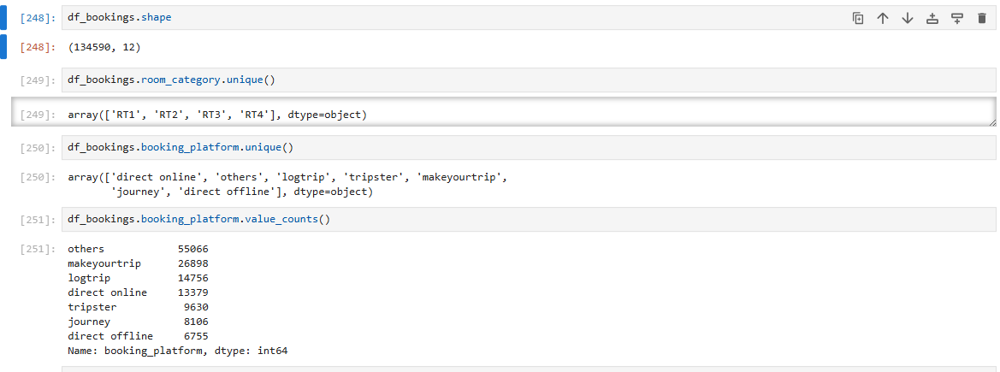 [248]: df_bookings.shape
[248]: (134590, 12)
[249]: df_bookings.room_category.unique()
[249]: array(['RT1', 'RT2', 'RT3', 'RT4'], dtype=object)
[250]: df_bookings.booking_platform.unique()
[250]: array(['direct online', 'others', 'logtrip', 'tripster', 'makeyourtrip',
'journey', 'direct offline'], dtype=object)
[251]: df_bookings.booking_platform.value_counts()
[251]: others 55066
makeyourtrip 26898
logtrip 14756
direct online 13379
tripster 9630
journey 8106
direct offline 6755
Name: booking_platform, dtype: int64